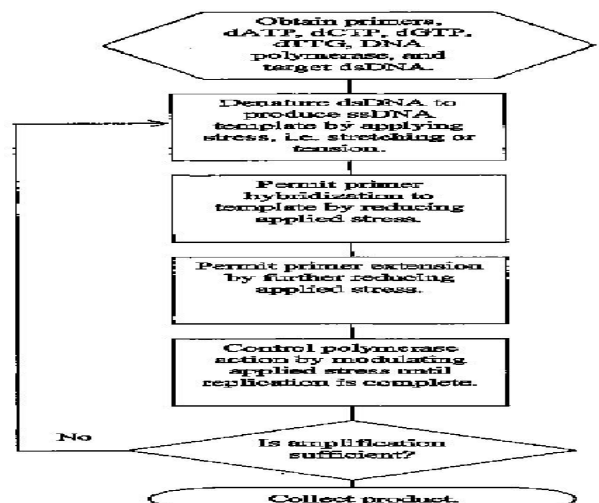 Obtain primers,
dATP, dCTP, dGTP,
dTTG, DNA
polymerase, and
target dsDNA.
Denature dsDNA to
produce ssDNA
template by applying
stress, i.e. stretching or
tension.
Permit primer
hybridization to
template by reducing
applied stress.
Permit primer extension
by further reducing
applied stress.
Control polymerase
action by modulating
applied stress until
replication is complete.
No
Is amplification
sufficient?
Collect product.